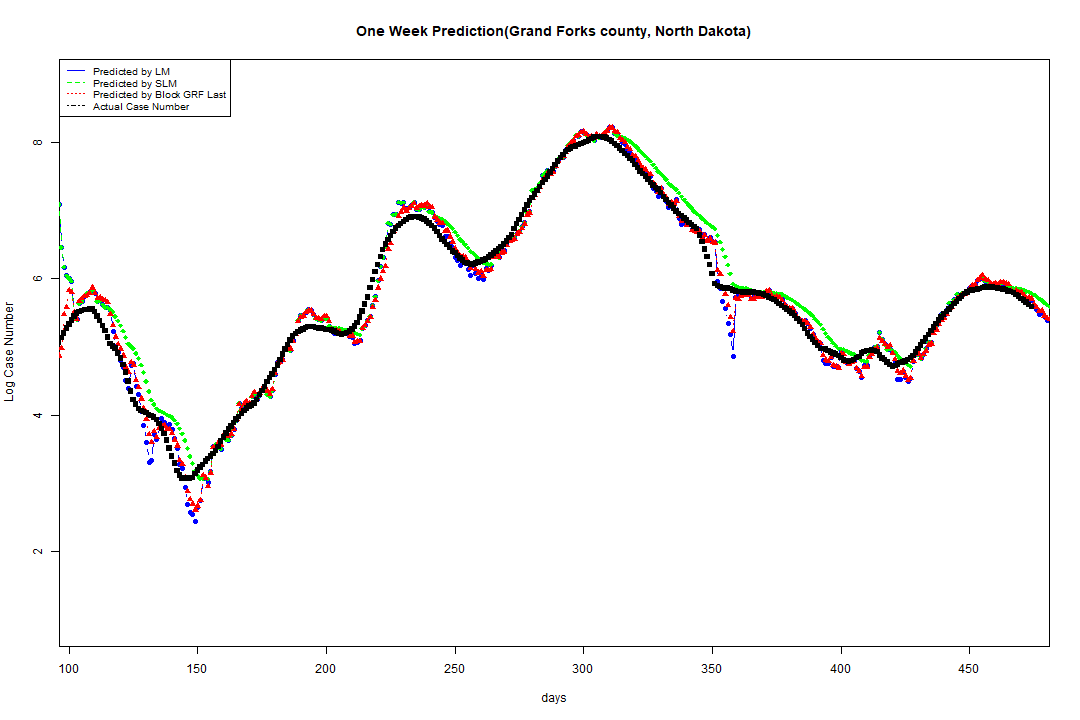 One Week Prediction(Grand Forks county, North Dakota)
Predicted by LM
Predicted by SLM
Predicted by Block GRF Last
Actual Case Number
8
6
4
2
Log Case Number
100 150 200 250 300 350 400 450
days